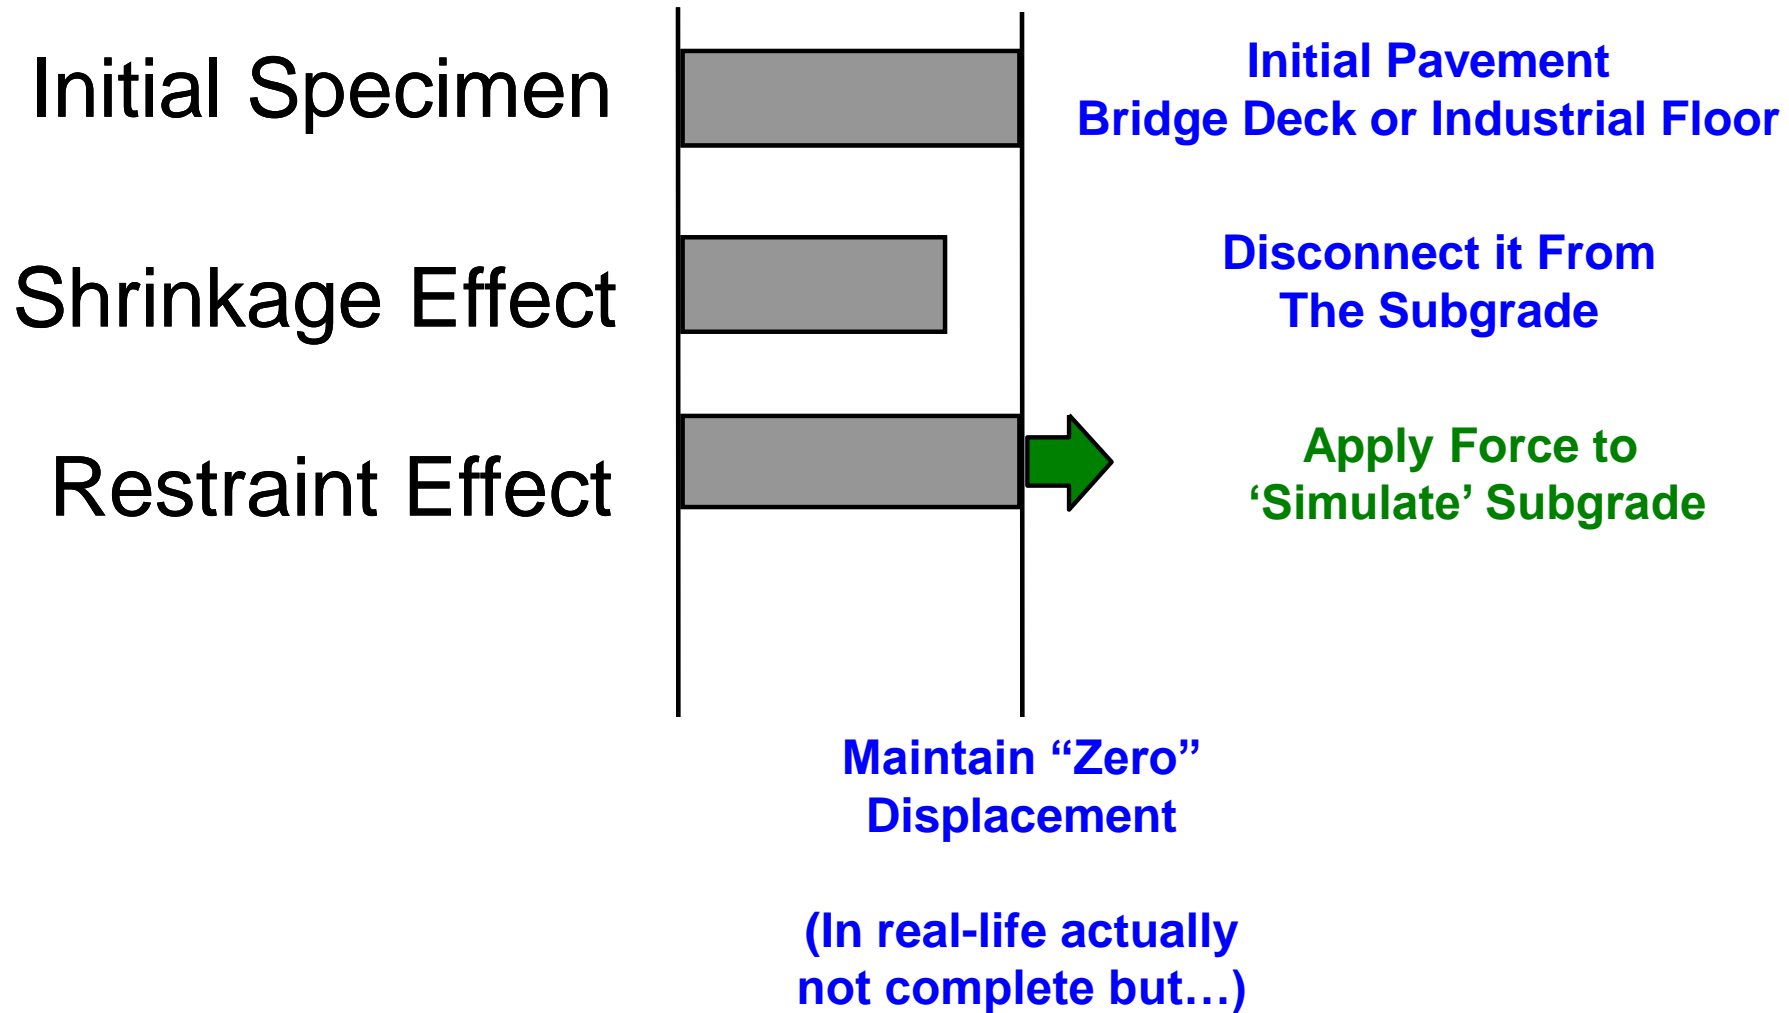 Initial Specimen
Initial Pavement
Bridge Deck or Industrial Floor
Shrinkage Effect
Disconnect it From
The Subgrade
Restraint Effect
Apply Force to
‘Simulate’ Subgrade
Maintain “Zero”
Displacement
(In real-life actually
not complete but…)